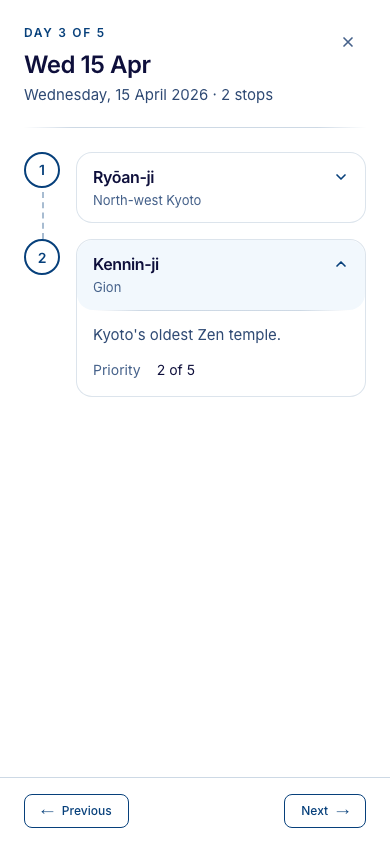 DAY 3 OF 5
Wed 15 Apr
Wednesday, 15 April 2026 · 2 stops
1
Ryōan-ji
North-west Kyoto
2
Kennin-ji
Gion
Kyoto's oldest Zen temple.
Priority 2 of 5
← Previous
Next →